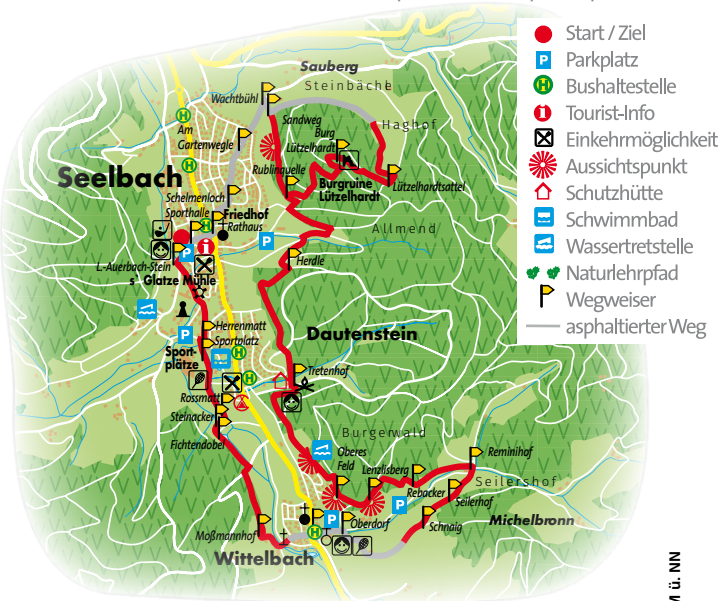 Start / Ziel
Parkplatz
Bushaltestelle
Tourist-Info
Einkehrmöglichkeit
Aussichtspunkt
Schutzhütte
Schwimmbad
Wassertretstelle
Naturlehrpfad
Wegweiser
asphaltierter Weg
Sauberg
Steinbäche
Wachtbühl
Sandweg
Haghof
Am
Gartenwegle
Burg
Lützelhardt
Rublinquelle
Burgruine
Lützelhardt
Lützelhardtsattel
Seelbach
Schelmenloch
Sporthalle
Friedhof
Rathaus
Allmend
L.-Auerbach-Stein
s' Glatze Mühle
Herdle
Herrenmatt
Sportplatz
Sport-
plätze
Dautenstein
Tretenhof
Rossmatt
Steinacker
Fichtendobel
Burgerwald
Oberes
Feld
Lenzlisberg
Reminihof
Seilershof
Rebacker
Seilerhof
Schnaig
Michelbronn
Oberdorf
Moßmannhof
Wittelbach
M ü. NN
P
P
P
P
P
H
H
H
H
H
H
H
i
i